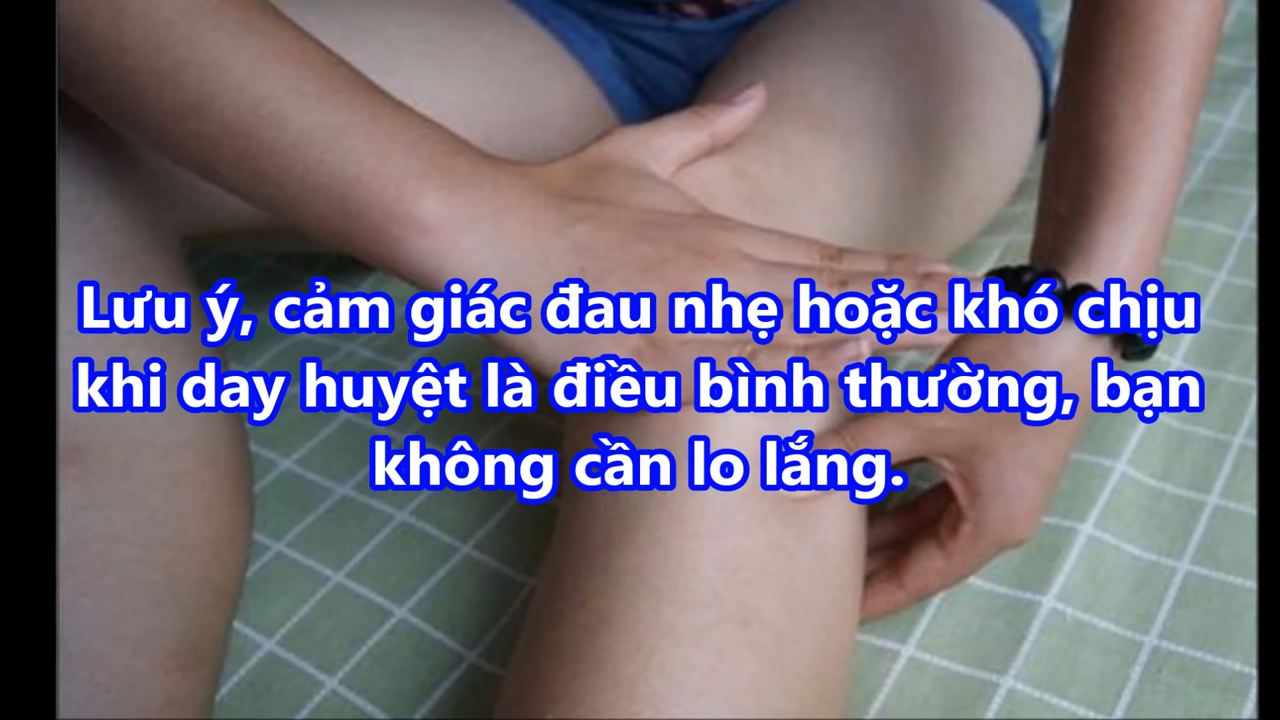 Lưu ý, cảm giác đau nhẹ hoặc khó chịu
khi day huyệt là điều bình thường, bạn
không cần lo lắng.